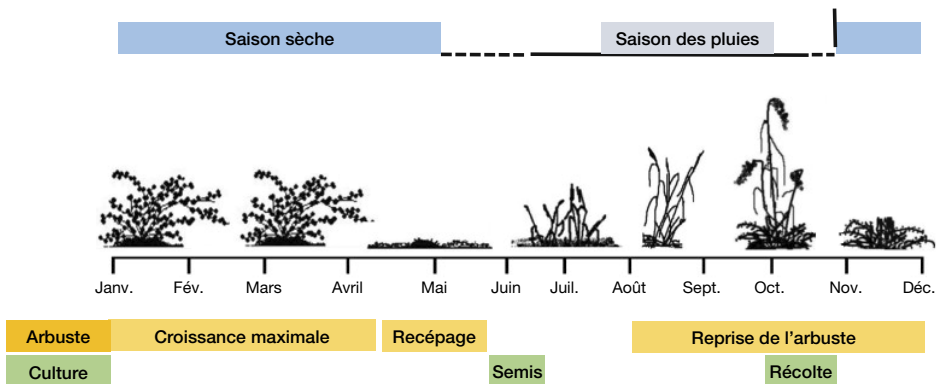 Saison sèche Saison des pluies
Janv. Fév. Mars Avril Mai Juin Juil. Août Sept. Oct. Nov. Déc.
Arbuste Croissance maximale Recépage Reprise de l’arbuste
Culture Semis Récolte